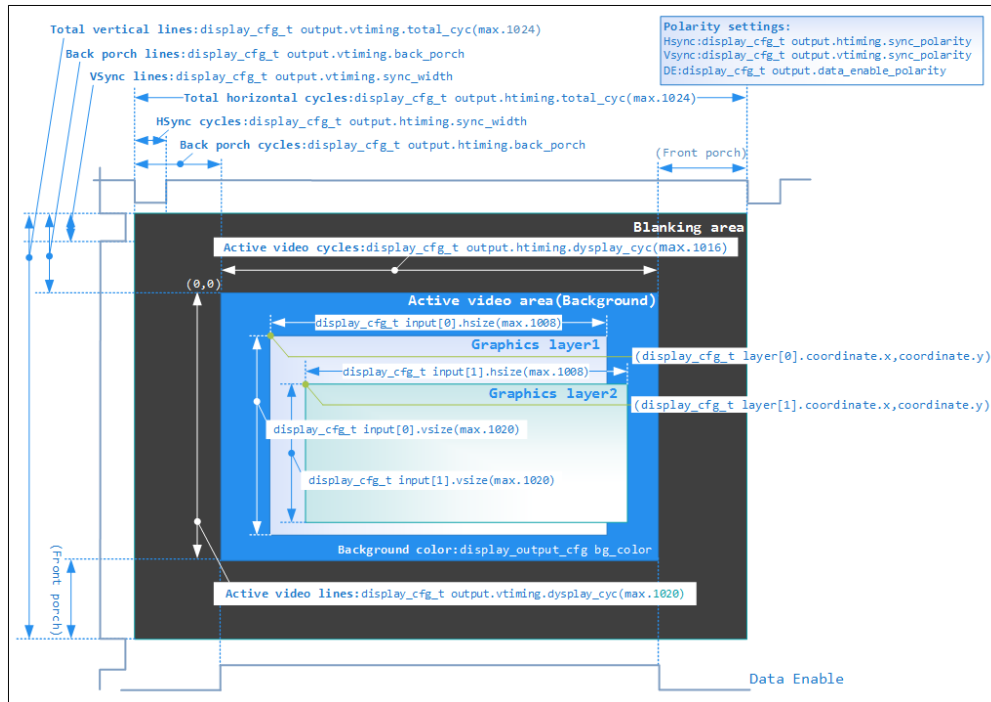 Total vertical lines:display_cfg_t output.vtiming.total_cyc(max.1024)
Back porch lines:display_cfg_t output.vtiming.back_porch
VSync lines:display_cfg_t output.vtiming.sync_width
Polarity settings:
Hsync:display_cfg_t output.htiming.sync_polarity
Vsync:display_cfg_t output.vtiming.sync_polarity
DE:display_cfg_t output.data_enable_polarity
Total horizontal cycles:display_cfg_t output.htiming.total_cyc(max.1024)
HSync cycles:display_cfg_t output.htiming.sync_width
Back porch cycles:display_cfg_t output.htiming.back_porch
(Front porch)
Blanking area
Active video cycles:display_cfg_t output.htiming.dysplay_cyc(max.1016)
(0,0)
Active video area(Background)
display_cfg_t input[0].hsize(max.1008)
Graphics layer1
(display_cfg_t layer[0].coordinate.x,coordinate.y)
display_cfg_t input[1].hsize(max.1008)
Graphics layer2
(display_cfg_t layer[1].coordinate.x,coordinate.y)
display_cfg_t input[0].vsize(max.1020)
display_cfg_t input[1].vsize(max.1020)
Background color:display_output_cfg bg_color
(Front porch)
Active video lines:display_cfg_t output.vtiming.dysplay_cyc(max.1020)
Data Enable